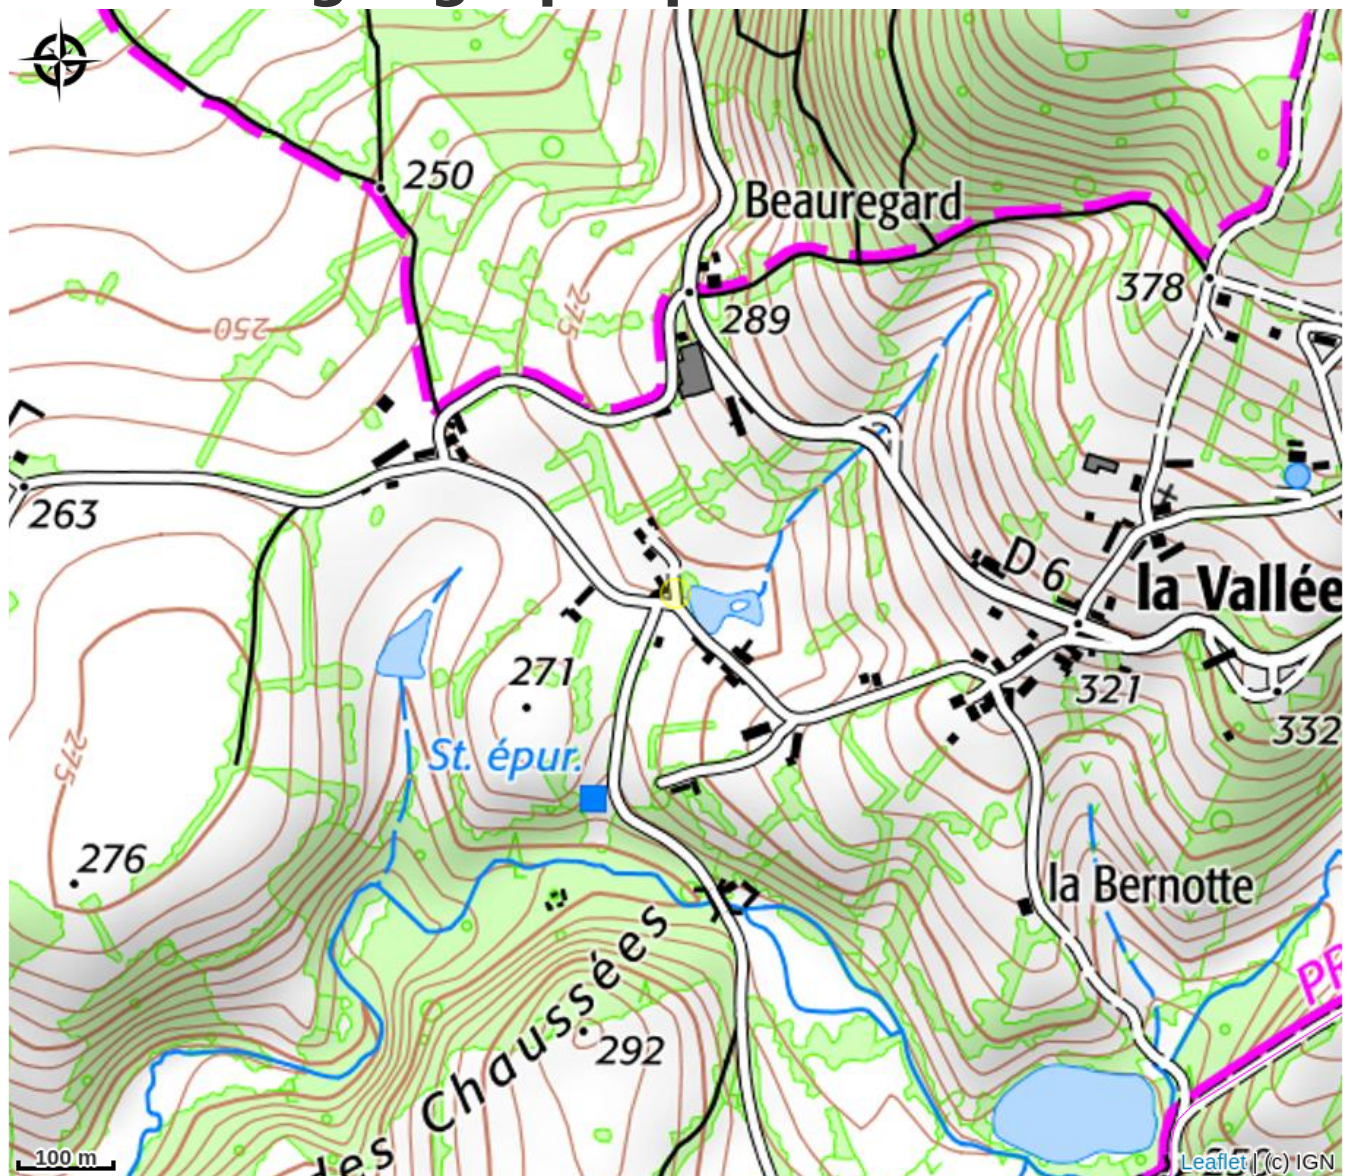 250
Beauregard
378
289
275
250
263
D 6
la Vallée
271
321
332
St. épur.
275
276
la Bernotte
des Chaussées
292
PR
100 m
Leaflet | (c) IGN